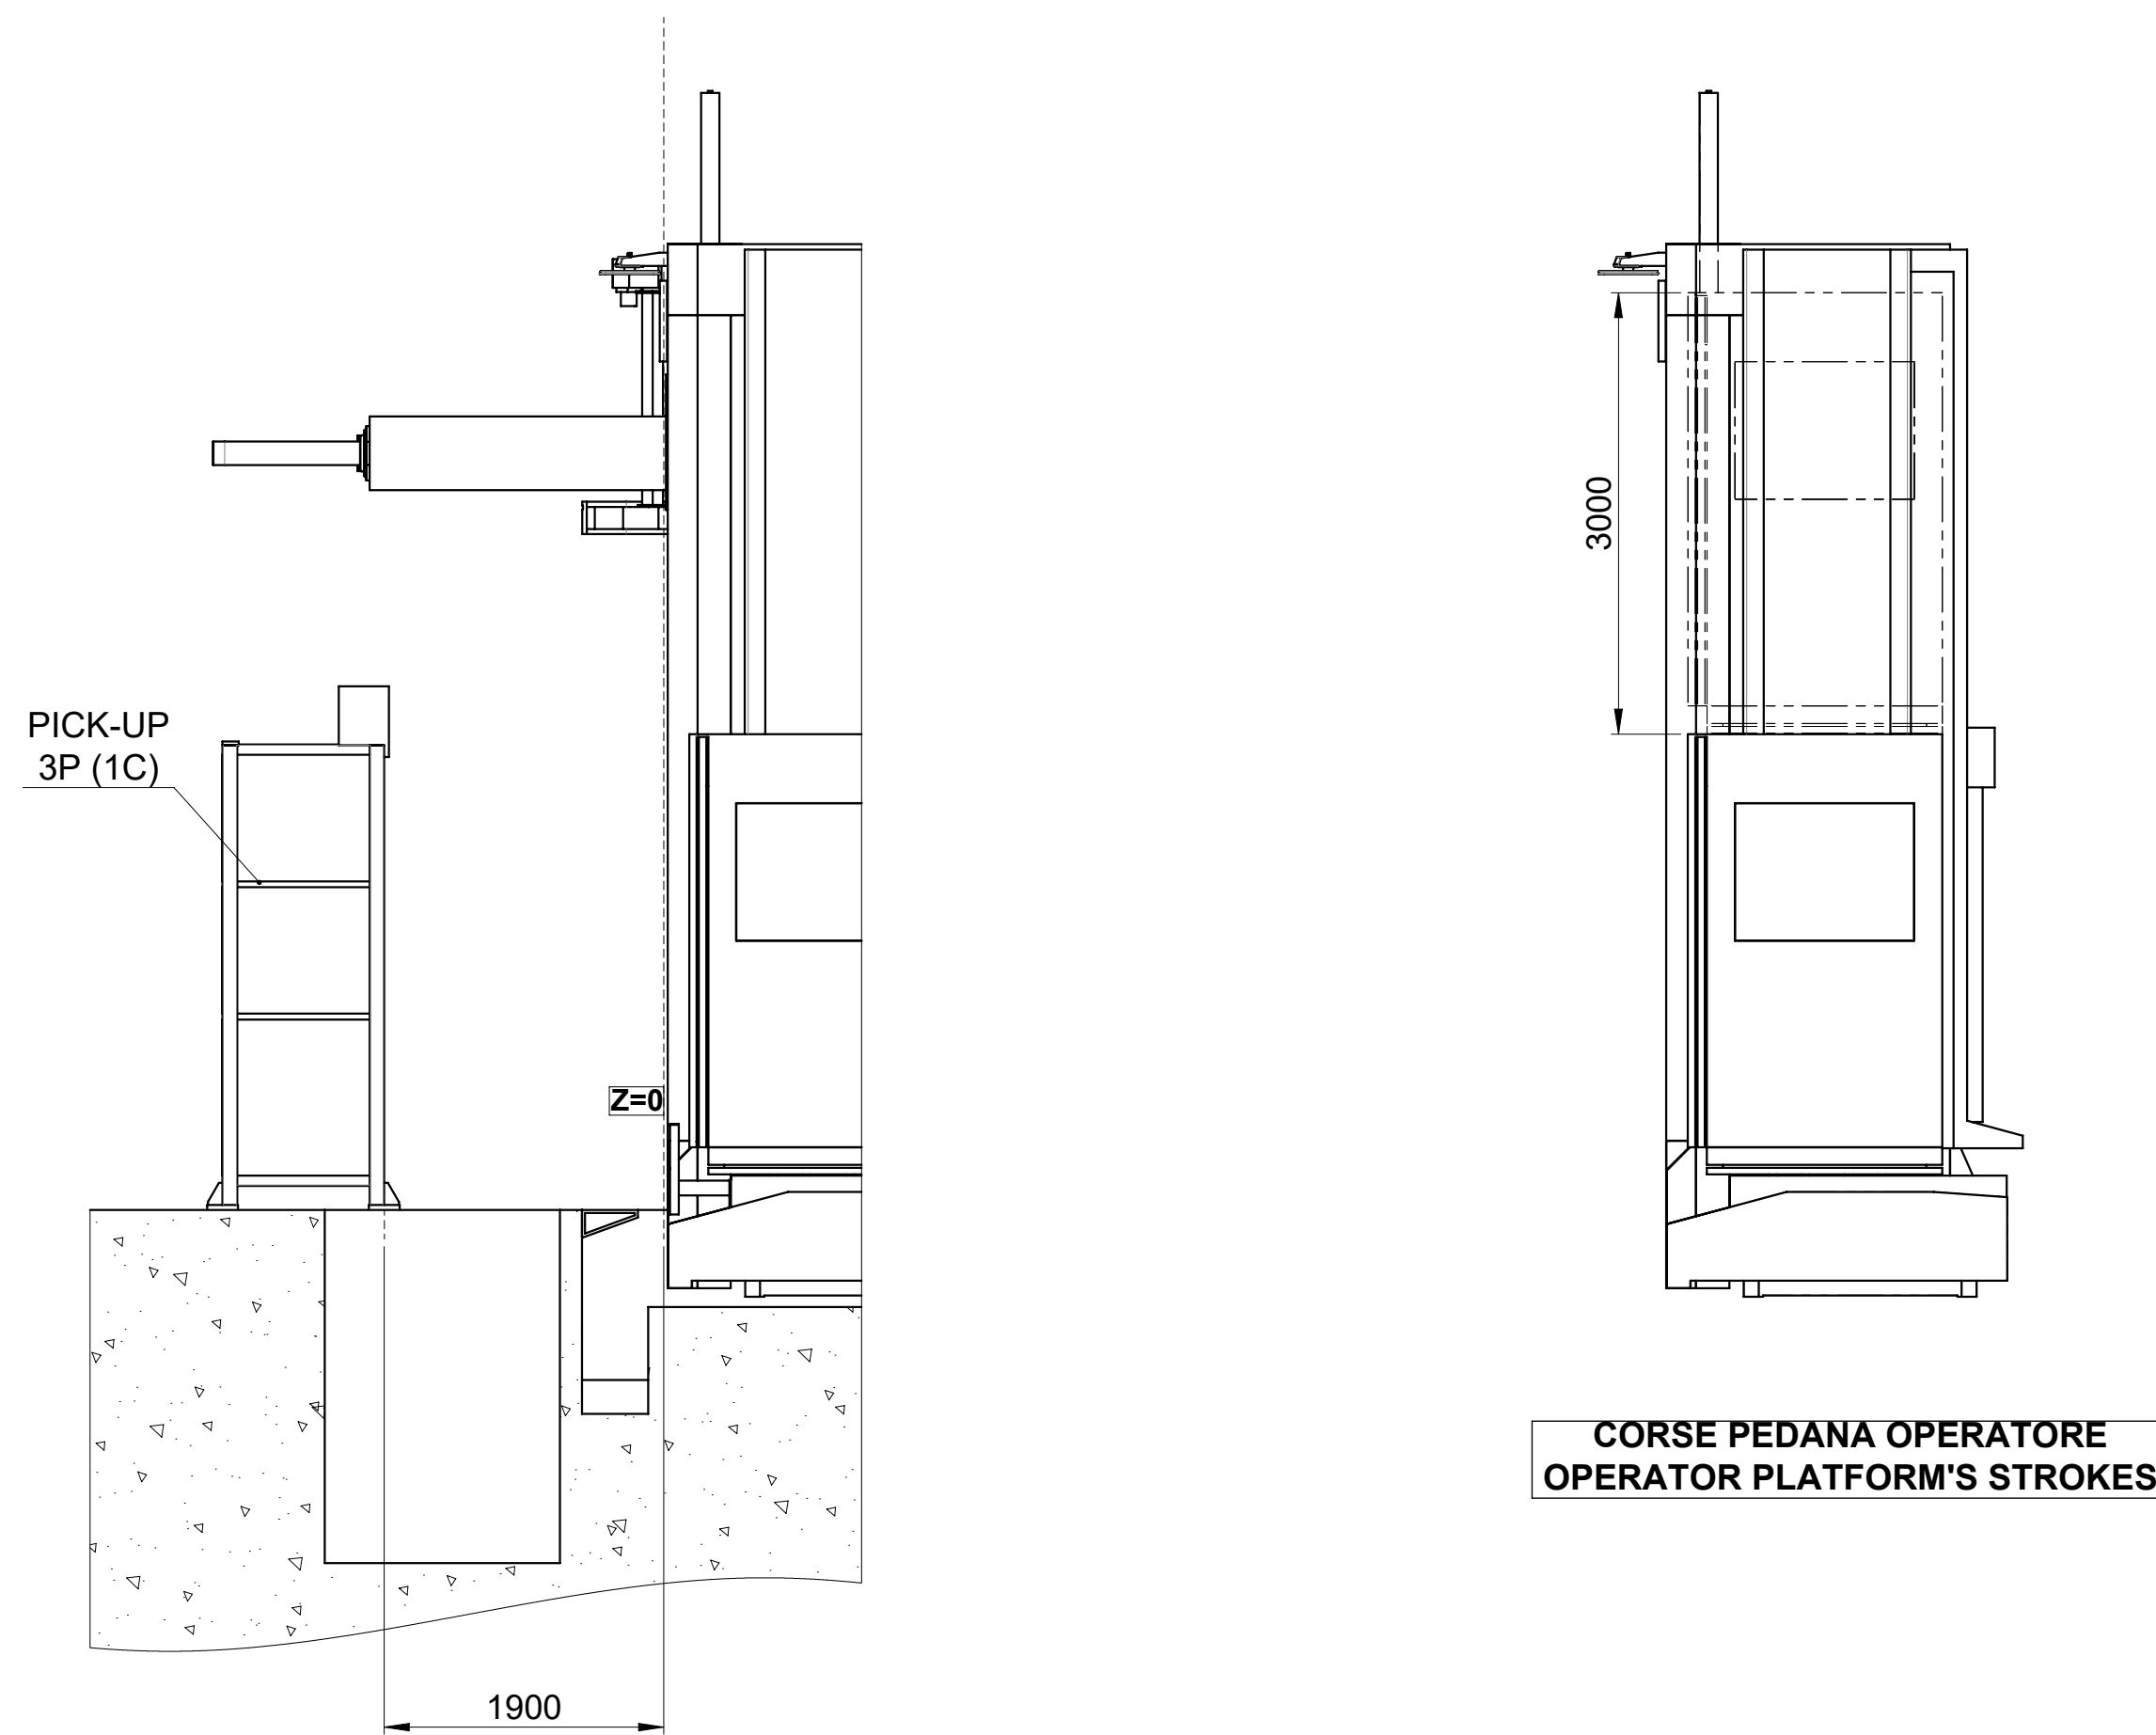 3000
PICK-UP
3P (1C)
Z=0
CORSE PEDANA OPERATORE
OPERATOR PLATFORM'S STROKES
1900